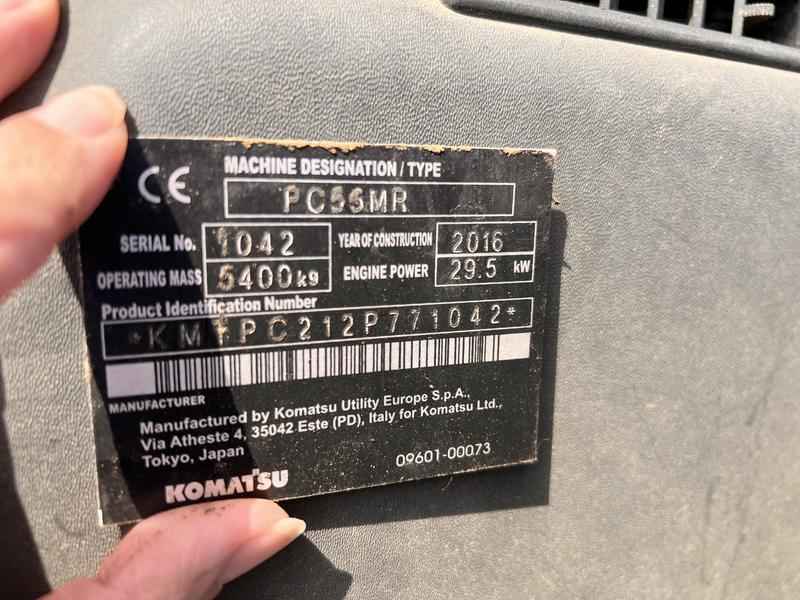 CE MACHINE DESIGNATION / TYPE
PC55MR
SERIAL No. 1042 YEAR OF CONSTRUCTION 2016
OPERATING MASS 5400kg ENGINE POWER 29.5 kW
Product Identification Number
*KMTPC212P771042*
MANUFACTURER
Manufactured by Komatsu Utility Europe S.p.A.,
Via Atheste 4, 35042 Este (PD), Italy for Komatsu Ltd.,
Tokyo, Japan
09601-00073
KOMATSU